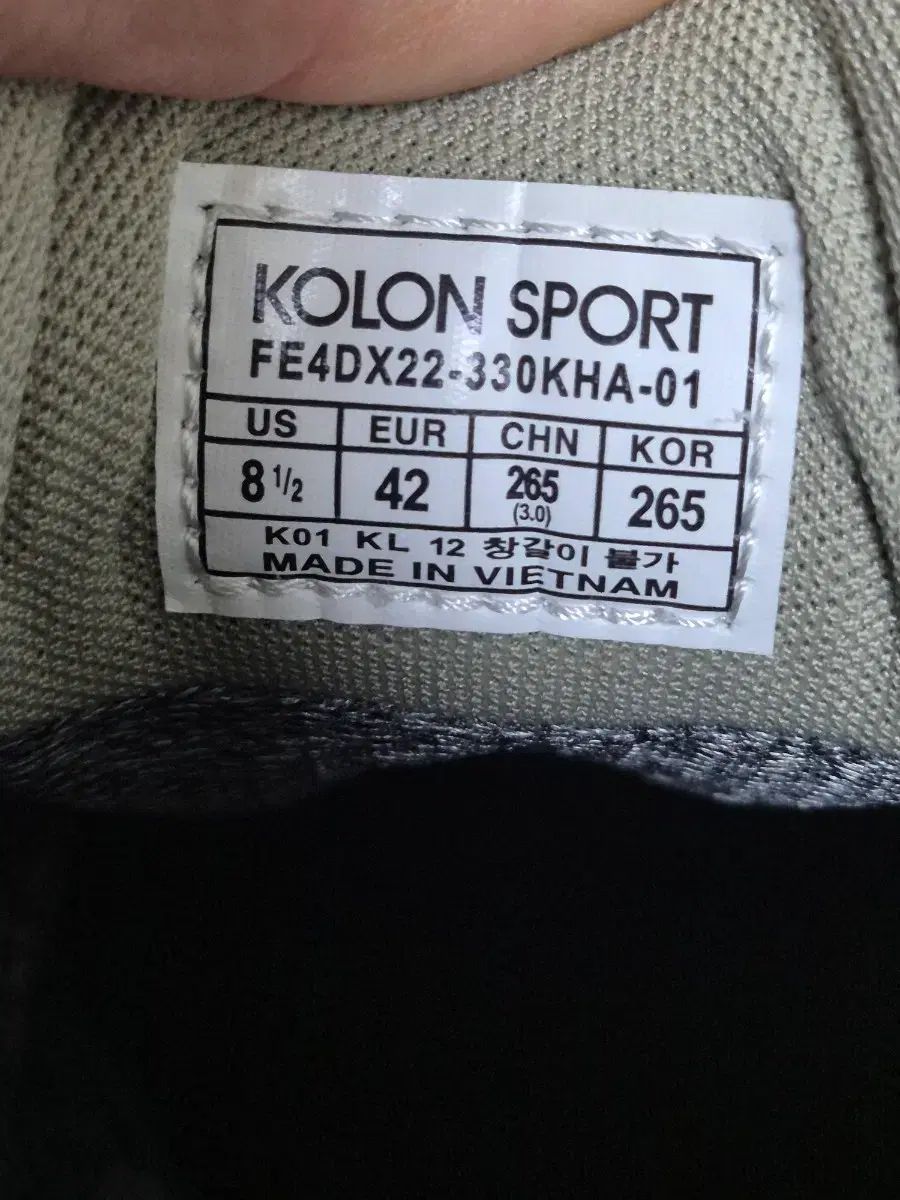 KOLON SPORT
FE4DX22-330KHA-01
US EUR CHN KOR
8 1/2 42 265 (3.0) 265
K01 KL 12 창갈이 불가
MADE IN VIETNAM